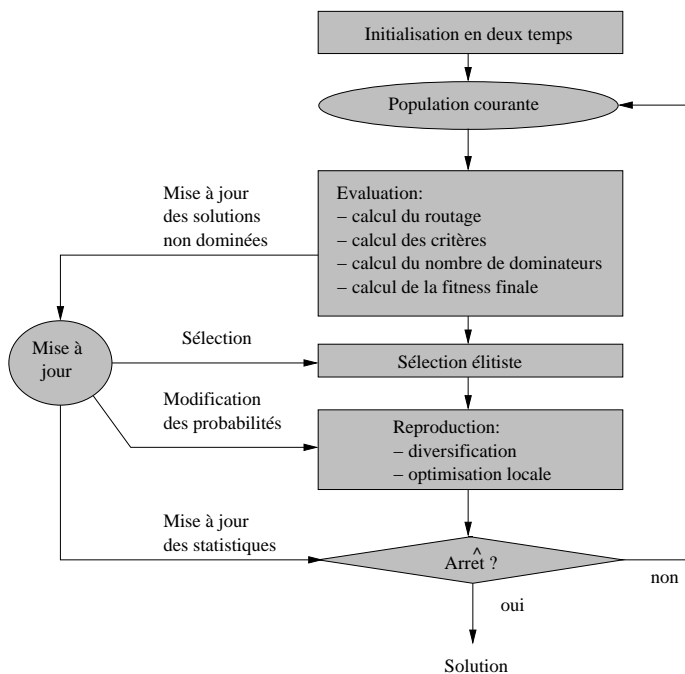 Initialisation en deux temps
Population courante
Mise à jour
des solutions
non dominées
Evaluation:
– calcul du routage
– calcul des critères
– calcul du nombre de dominateurs
– calcul de la fitness finale
Mise à
jour
Sélection
Sélection élitiste
Modification
des probabilités
Reproduction:
– diversification
– optimisation locale
Mise à jour
des statistiques
Arrêt ?
non
oui
Solution